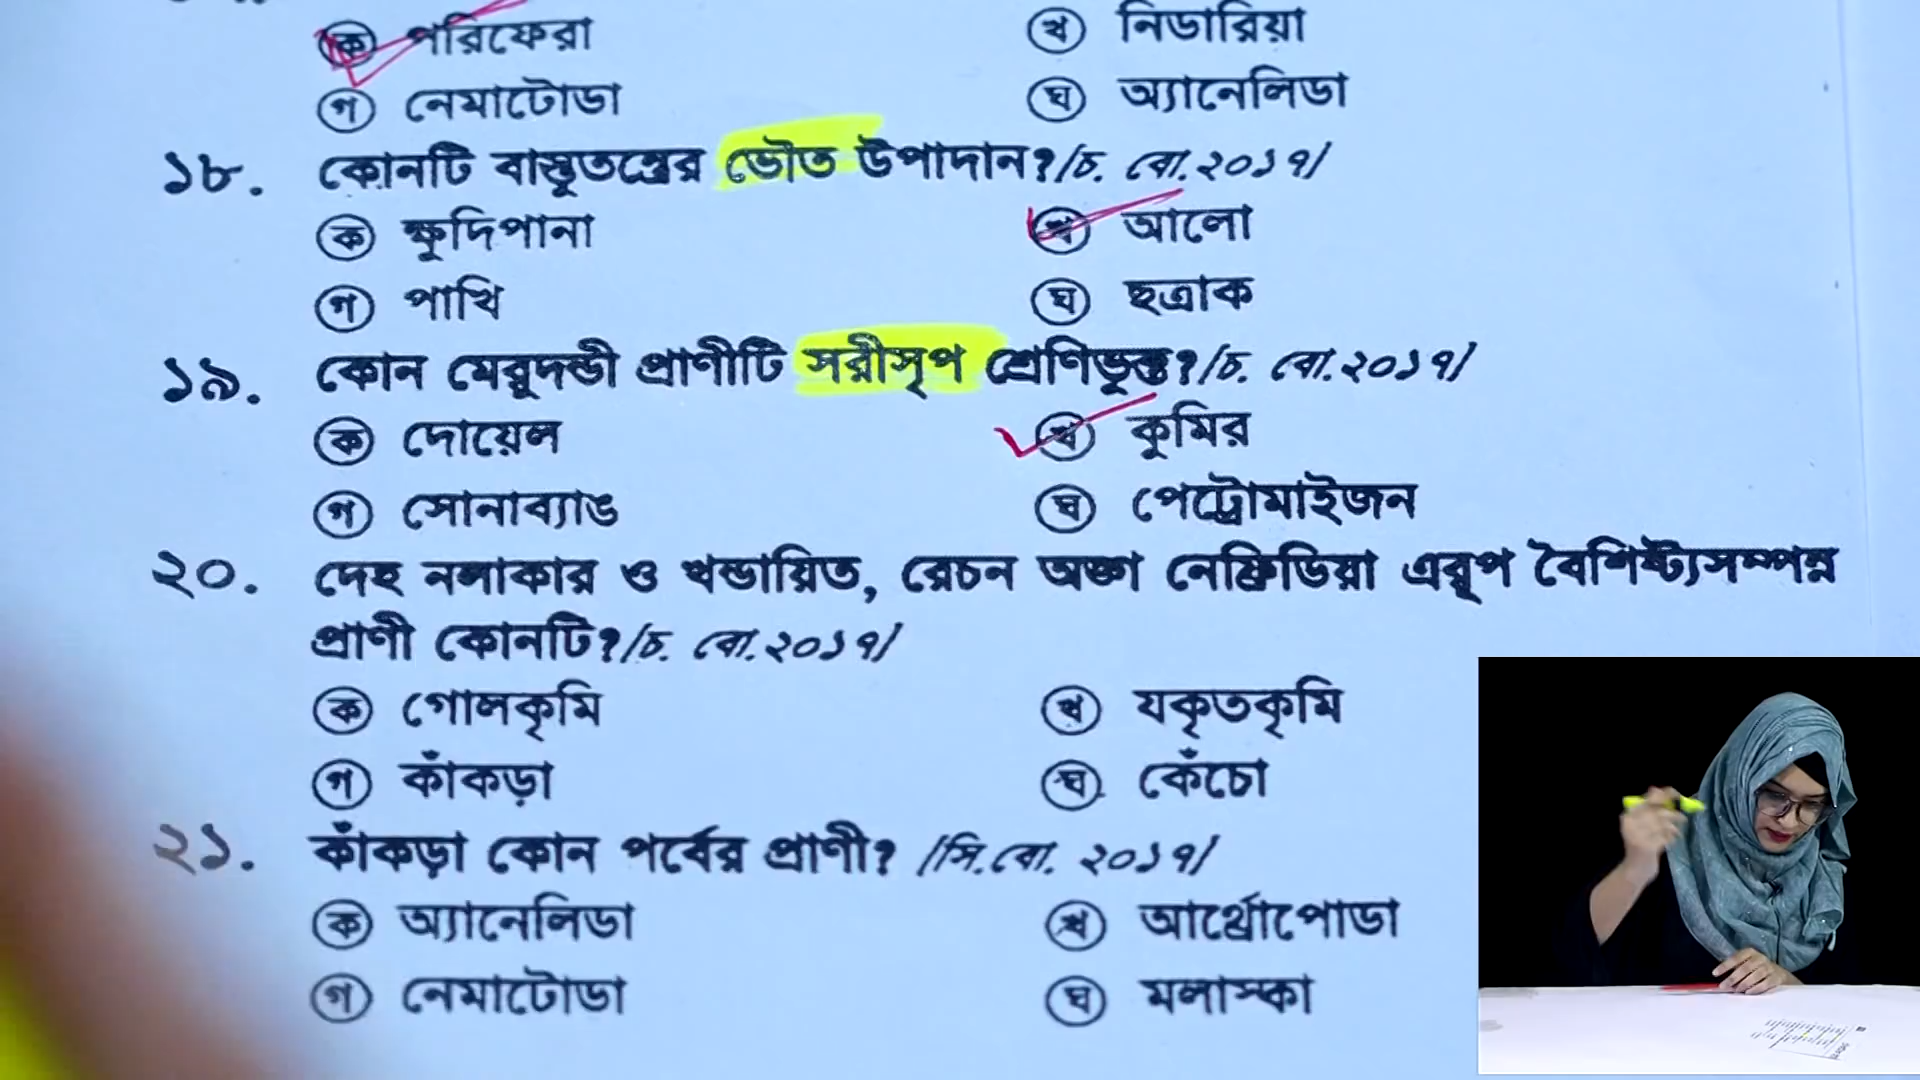 ক পরিফেরা খ নিডারিয়া
গ নেমাটোডা ঘ অ্যানেলিডা
১৮. কোনটি বাস্তুতন্ত্রের ভৌত উপাদান?/চ. বো.২০১৭/
ক ক্ষুদিপানা খ আলো
গ পাখি ঘ ছত্রাক
১৯. কোন মেরুদন্ডী প্রাণীটি সরীসৃপ শ্রেণিভুক্ত?/চ. বো.২০১৭/
ক দোয়েল খ কুমির
গ সোনাব্যাঙ ঘ পেট্রোমাইজন
২০. দেহ নলাকার ও খন্ডায়িত, রেচন অঙ্গ নেফ্রিডিয়া এরূপ বৈশিষ্ট্যসম্পন্ন
প্রাণী কোনটি?/চ. বো.২০১৭/
ক গোলকৃমি খ যকৃতকৃমি
গ কাঁকড়া ঘ কেঁচো
২১. কাঁকড়া কোন পর্বের প্রাণী? /সি.বো. ২০১৭/
ক অ্যানেলিডা খ আর্থ্রোপোডা
গ নেমাটোডা ঘ মলাস্কা